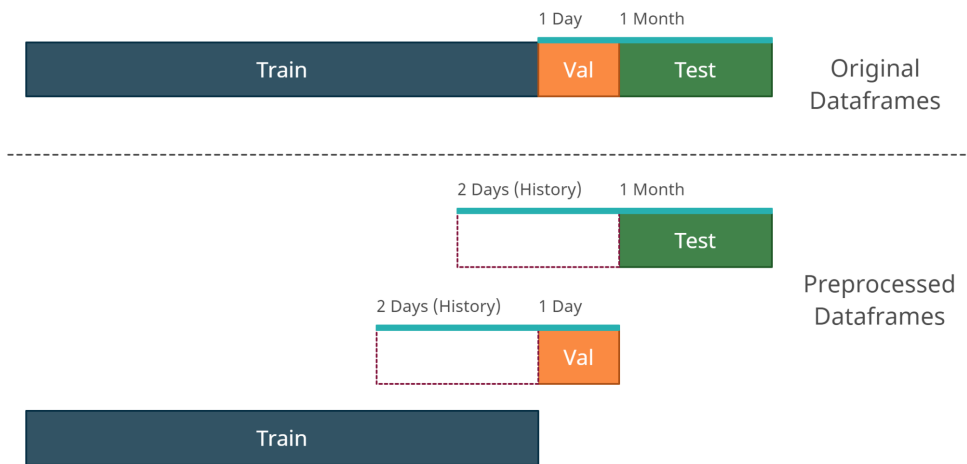 1 Day
1 Month
Train
Val
Test
Original
Dataframes
2 Days (History)
1 Month
Test
Preprocessed
Dataframes
2 Days (History)
1 Day
Val
Train